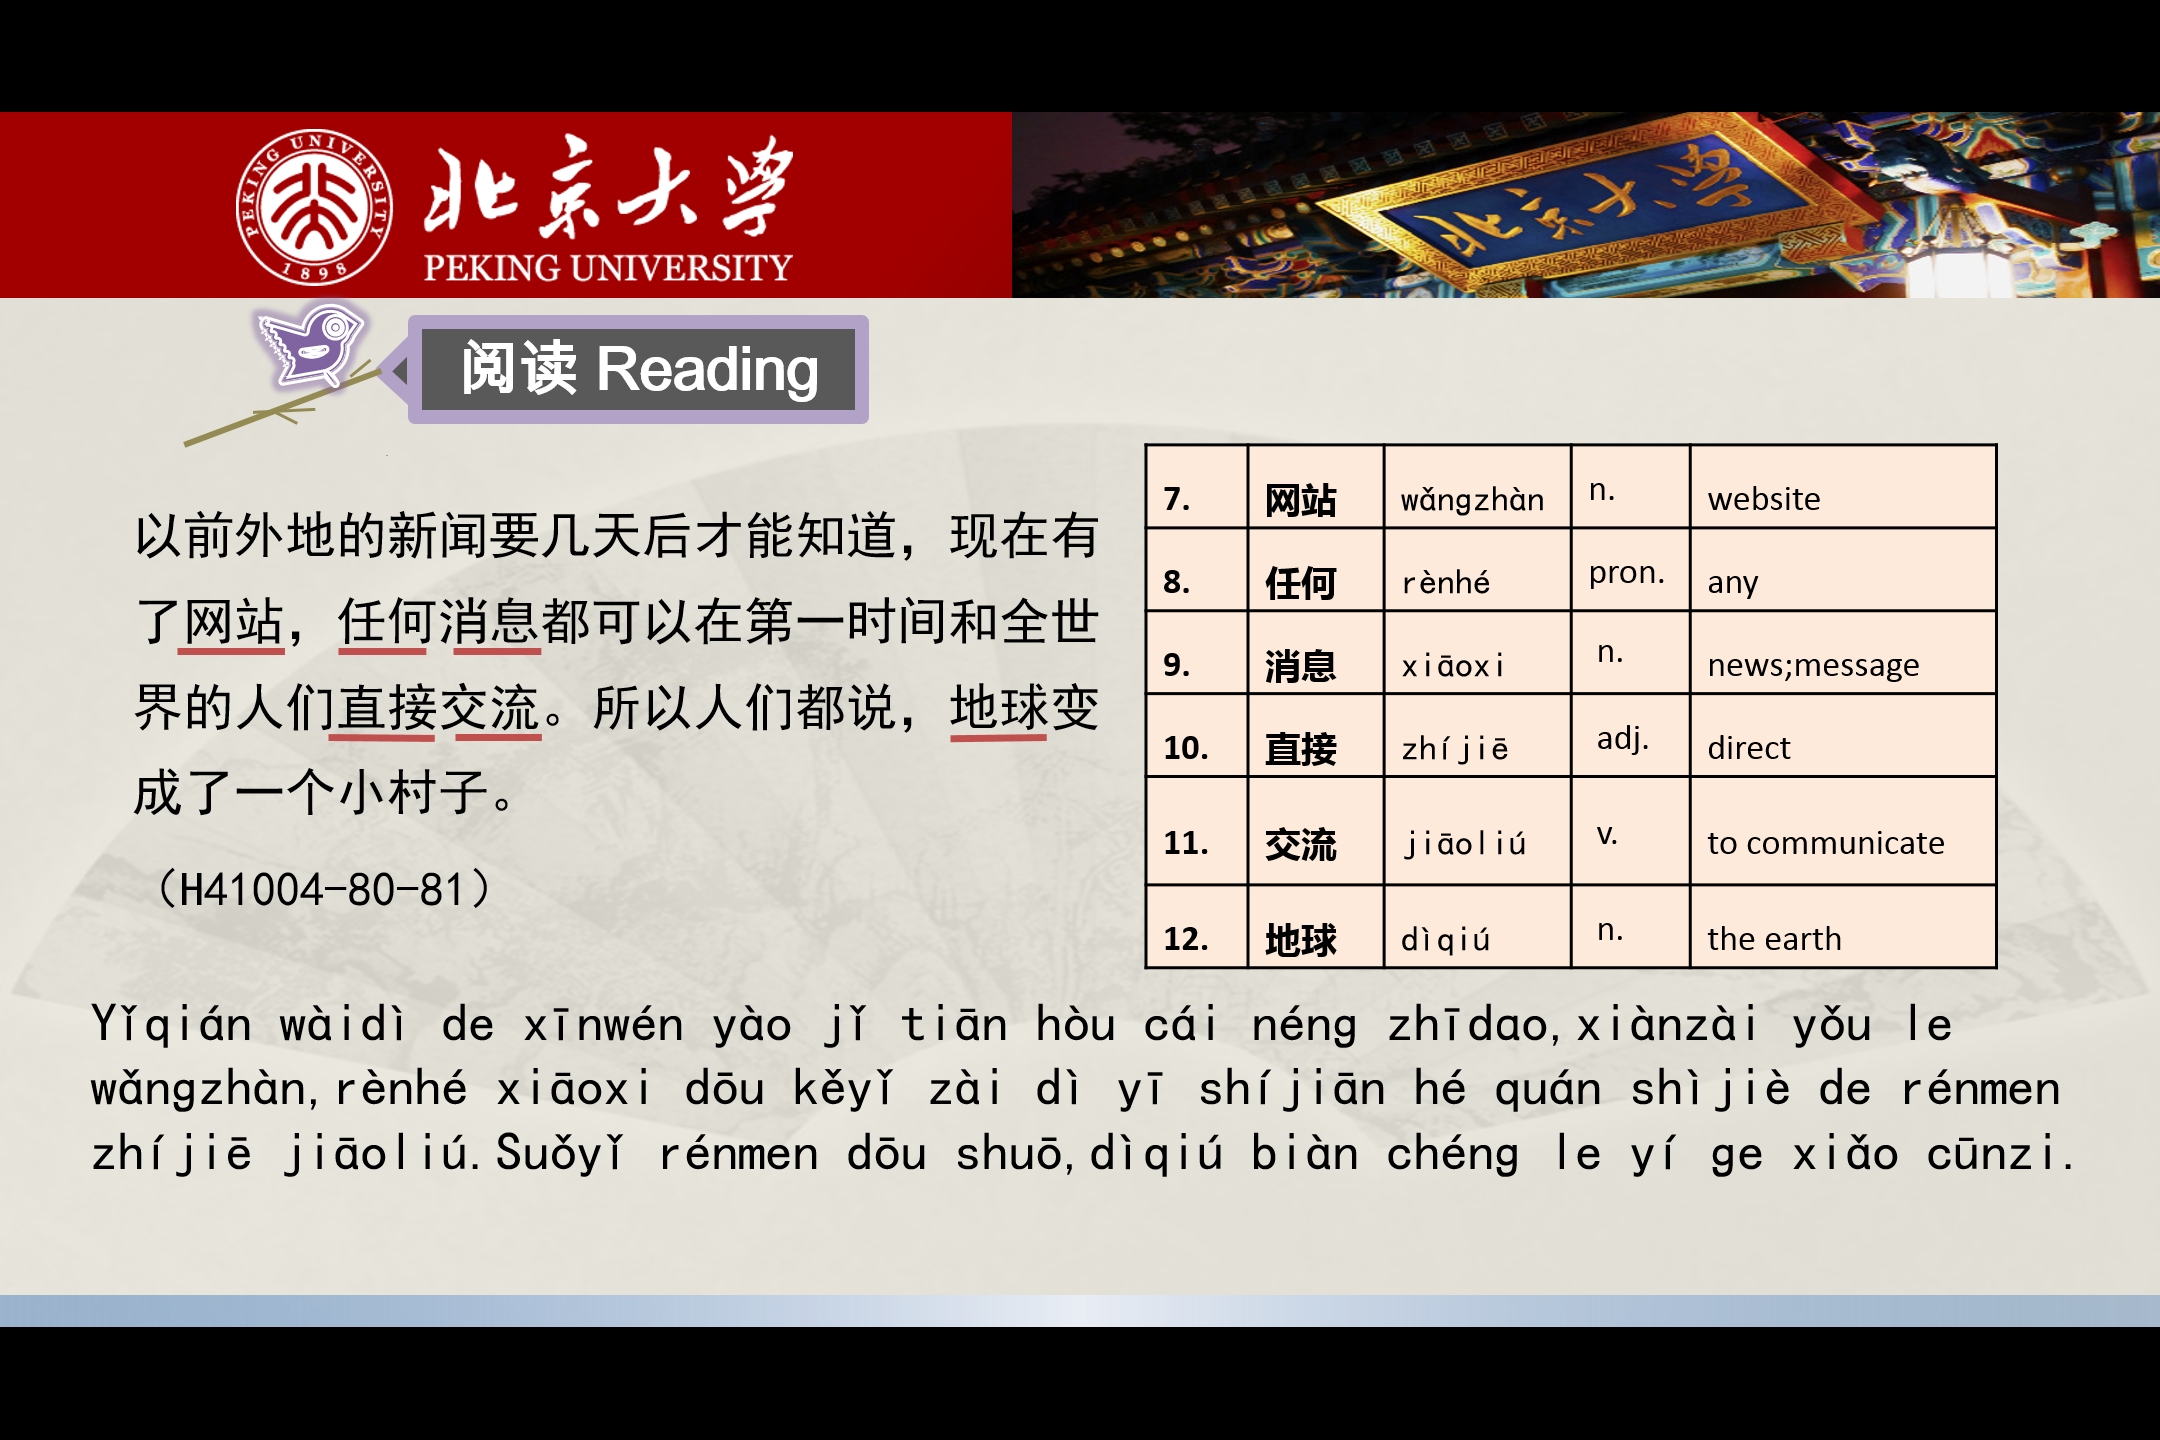 PEKING UNIVERSITY
1898
北京大学
PEKING UNIVERSITY
北京大学
阅读 Reading
以前外地的新闻要几天后才能知道，现在有
了网站，任何消息都可以在第一时间和全世
界的人们直接交流。所以人们都说，地球变
成了一个小村子。
（H41004-80-81）
7. 网站 wǎngzhàn n. website
8. 任何 rènhé pron. any
9. 消息 xiāoxi n. news;message
10. 直接 zhíjiē adj. direct
11. 交流 jiāoliú v. to communicate
12. 地球 dìqiú n. the earth
Yǐqián wàidì de xīnwén yào jǐ tiān hòu cái néng zhīdao,xiànzài yǒu le
wǎngzhàn,rènhé xiāoxi dōu kěyǐ zài dì yī shíjiān hé quán shìjiè de rénmen
zhíjiē jiāoliú.Suǒyǐ rénmen dōu shuō,dìqiú biàn chéng le yí ge xiǎo cūnzi.